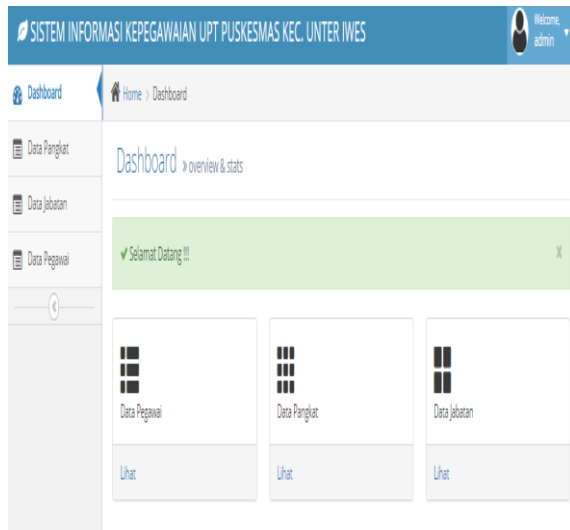 SISTEM INFORMASI KEPEGAWAIAN UPT PUSKESMAS KEC. UNTER IWES
Welcome,
admin
Dashboard
Home > Dashboard
Data Pangkat
Data Jabatan
Data Pegawai
Dashboard » overview & stats
Selamat Datang !!!
X
Data Pegawai
Data Pangkat
Data Jabatan
Lihat
Lihat
Lihat